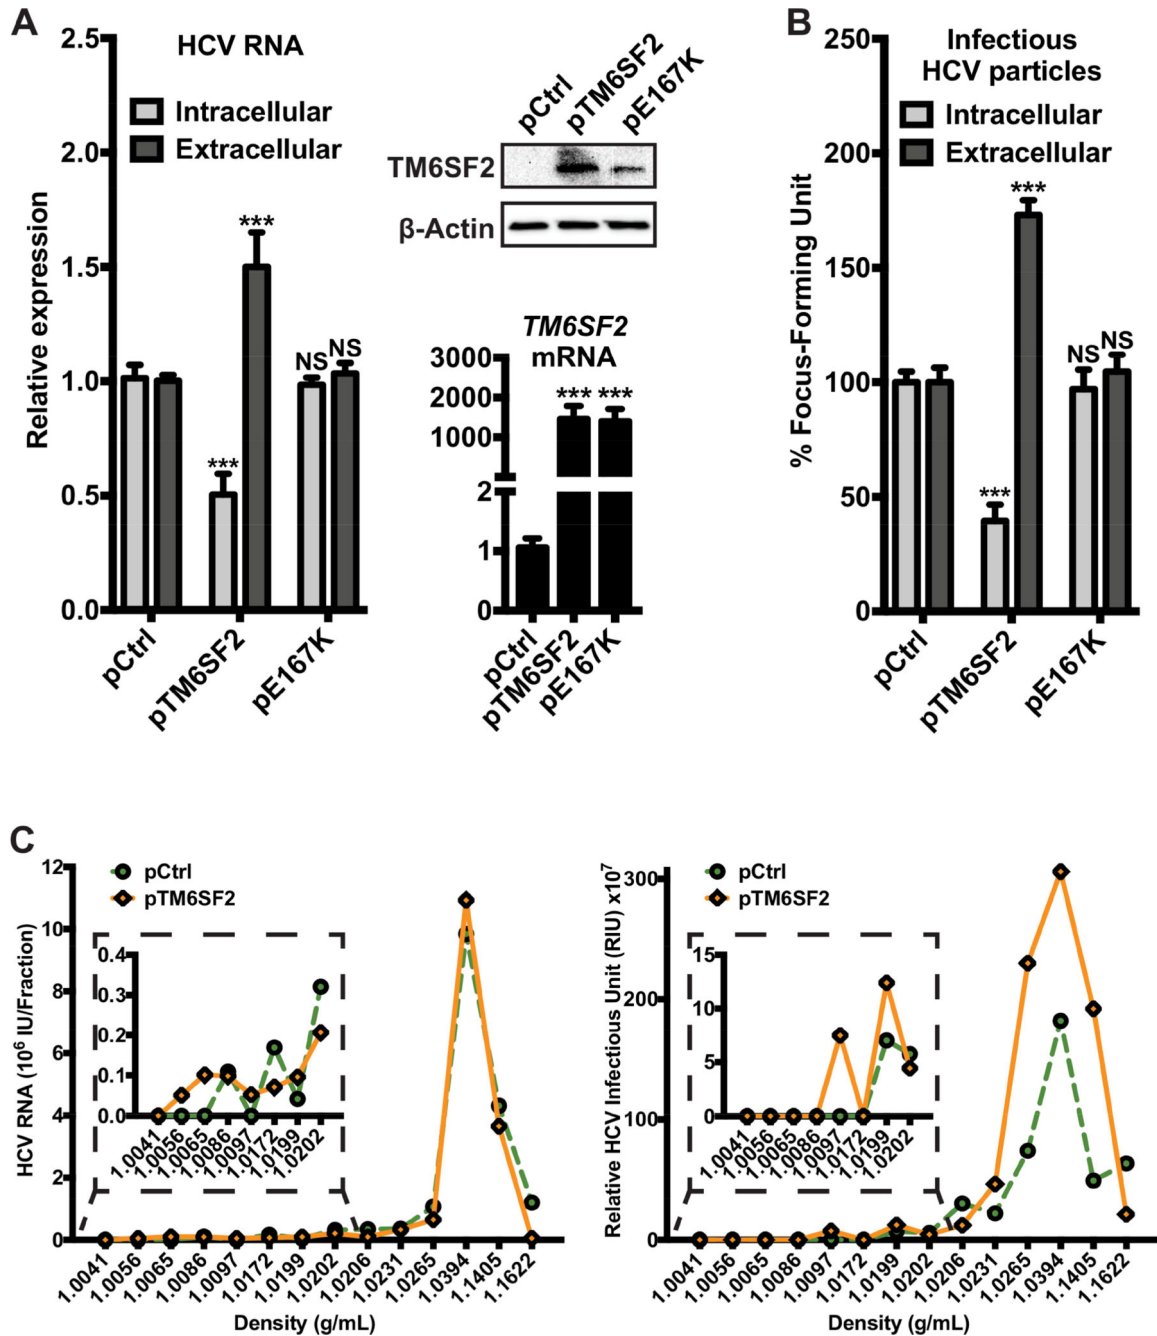 A
HCV RNA
Intracellular
Extracellular
Relative expression
2.5
2.0
1.5
1.0
0.5
0.0
***
***
NS
NS
pCtrl
pTM6SF2
pE167K
pCtrl
pTM6SF2
pE167K
TM6SF2
β-Actin
TM6SF2
mRNA
3000
2000
1000
2
1
0
***
***
pCtrl
pTM6SF2
pE167K
B
Infectious
HCV particles
Intracellular
Extracellular
% Focus-Forming Unit
250
200
150
100
50
0
***
***
NS
NS
pCtrl
pTM6SF2
pE167K
C
pCtrl
pTM6SF2
HCV RNA (10⁶ IU/Fraction)
12
10
8
6
4
2
0
0.4
0.3
0.2
0.1
0.0
1.0041
1.0056
1.0065
1.0086
1.0097
1.0172
1.0199
1.0202
1.0041
1.0056
1.0065
1.0086
1.0097
1.0172
1.0199
1.0202
1.0206
1.0231
1.0265
1.0394
1.1405
1.1622
Density (g/mL)
pCtrl
pTM6SF2
Relative HCV Infectious Unit (RIU) x10⁷
300
200
100
0
15
10
5
0
1.0041
1.0056
1.0065
1.0086
1.0097
1.0172
1.0199
1.0202
1.0041
1.0056
1.0065
1.0086
1.0097
1.0172
1.0199
1.0202
1.0206
1.0231
1.0265
1.0394
1.1405
1.1622
Density (g/mL)